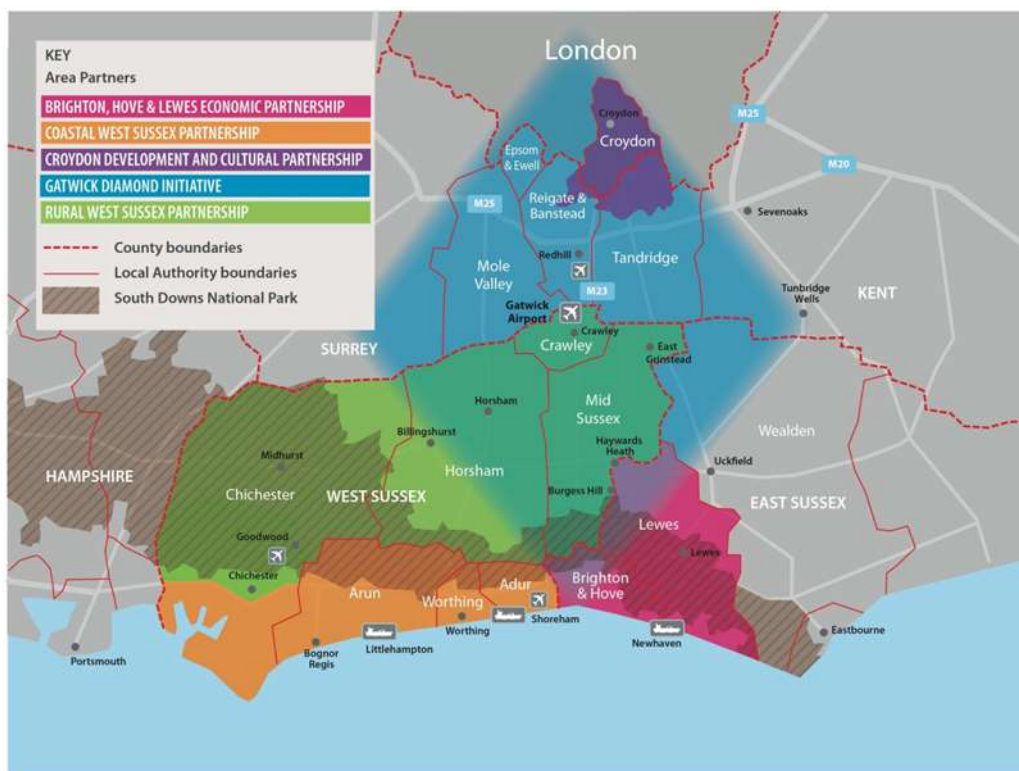 London
KEY
Area Partners
BRIGHTON, HOVE & LEWES ECONOMIC PARTNERSHIP
COASTAL WEST SUSSEX PARTNERSHIP
CROYDON DEVELOPMENT AND CULTURAL PARTNERSHIP
GATWICK DIAMOND INITIATIVE
RURAL WEST SUSSEX PARTNERSHIP
County boundaries
Local Authority boundaries
South Downs National Park
Croydon
Croydon
M25
M20
Epsom
& Ewell
Reigate &
Banstead
M25
Sevenoaks
Redhill
Tandridge
Mole
Valley
M23
Tunbridge
Wells
KENT
Gatwick
Airport
Crawley
Crawley
East
Grinstead
SURREY
Horsham
Mid
Sussex
Billingshurst
Wealden
Haywards
Heath
Midhurst
Horsham
Uckfield
HAMPSHIRE
Chichester
WEST SUSSEX
Burgess Hill
EAST SUSSEX
Lewes
Goodwood
Lewes
Chichester
Arun
Worthing
Adur
Brighton
& Hove
Worthing
Shoreham
Eastbourne
Portsmouth
Bognor
Regis
Littlehampton
Newhaven